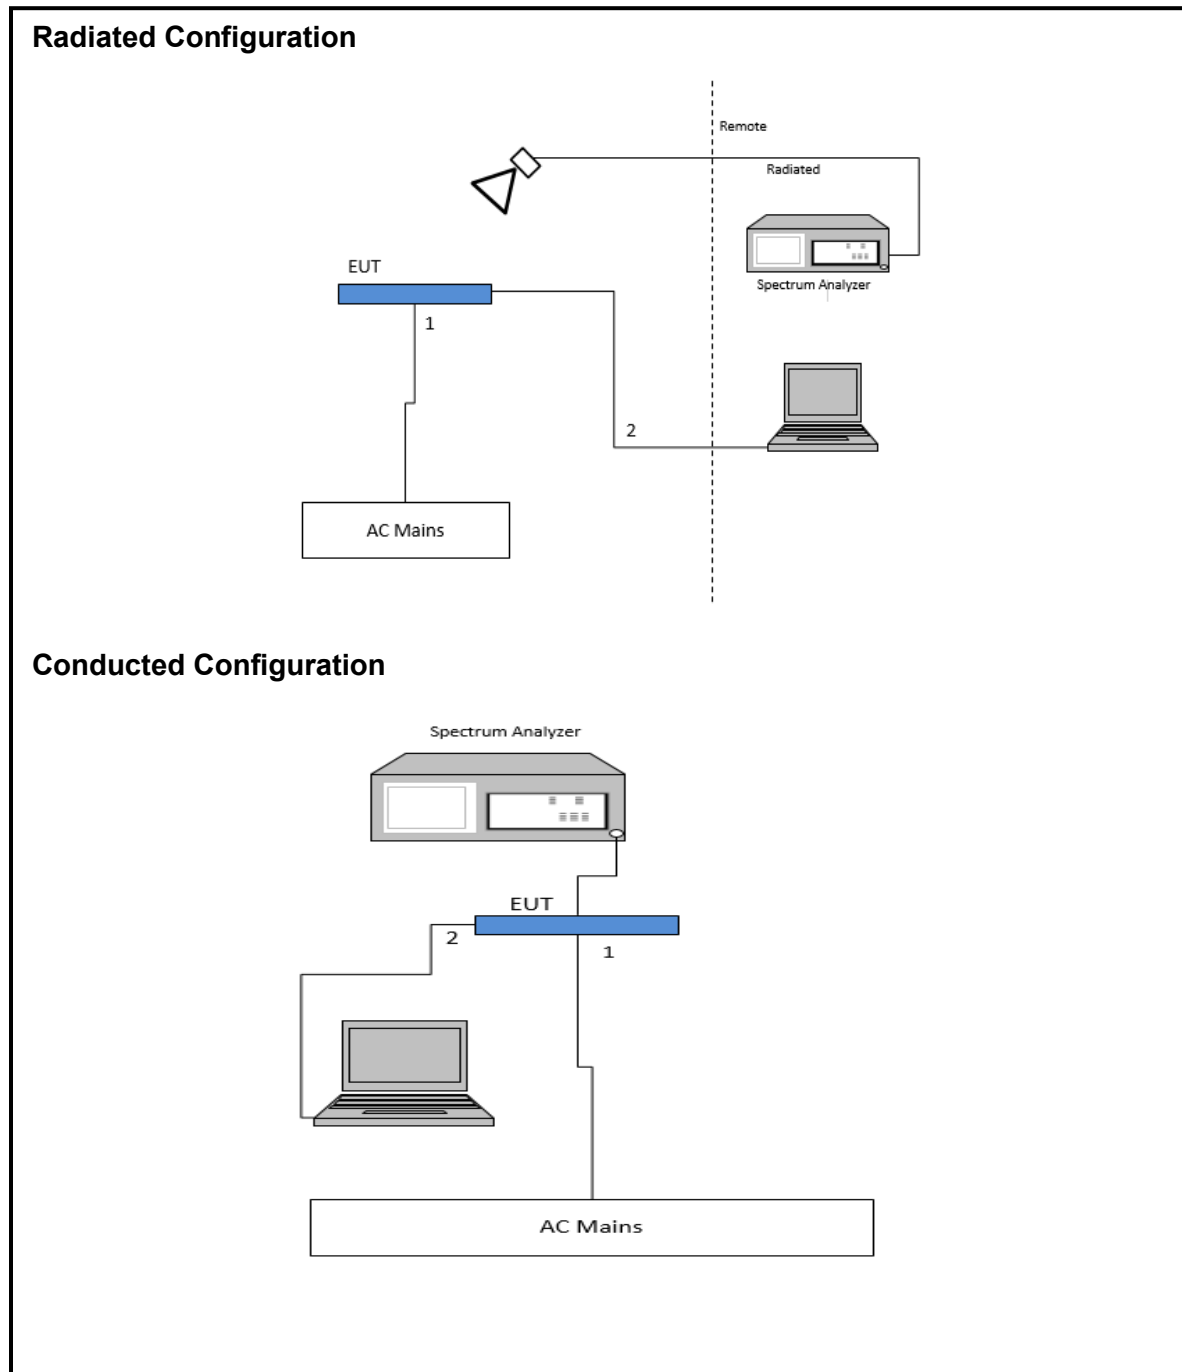 Radiated Configuration
Remote
Radiated
EUT
Spectrum Analyzer
1
2
AC Mains
Conducted Configuration
Spectrum Analyzer
EUT
2
1
AC Mains